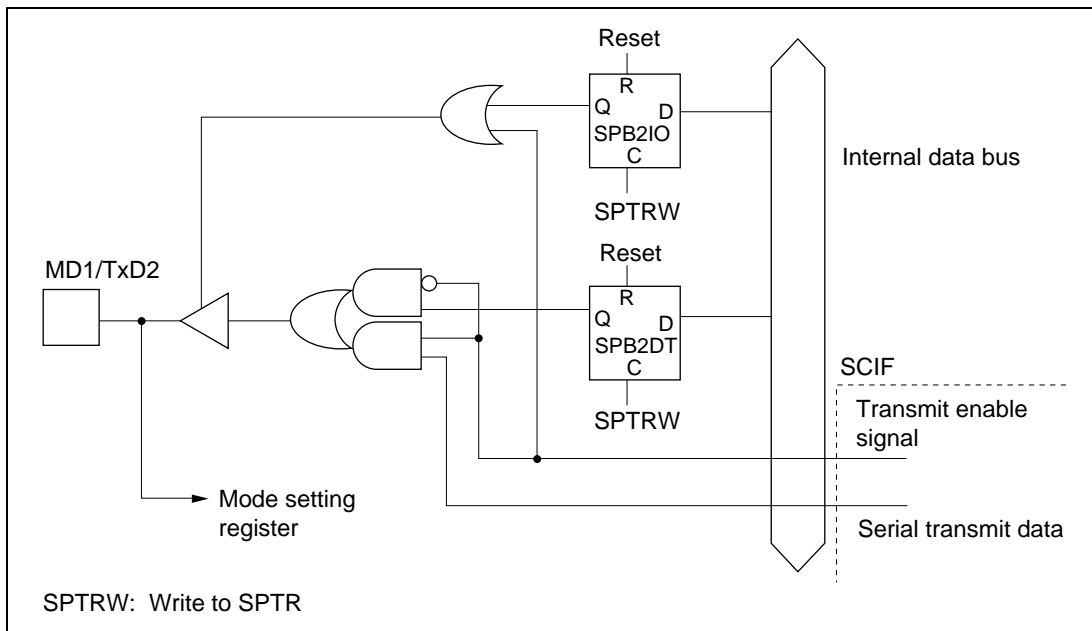 Reset
R
Q
D
SPB2IO
C
SPTRW
Internal data bus
Reset
MD1/TxD2
R
Q
D
SPB2DT
C
SPTRW
SCIF
Transmit enable
signal
Mode setting
register
Serial transmit data
SPTRW: Write to SPTR